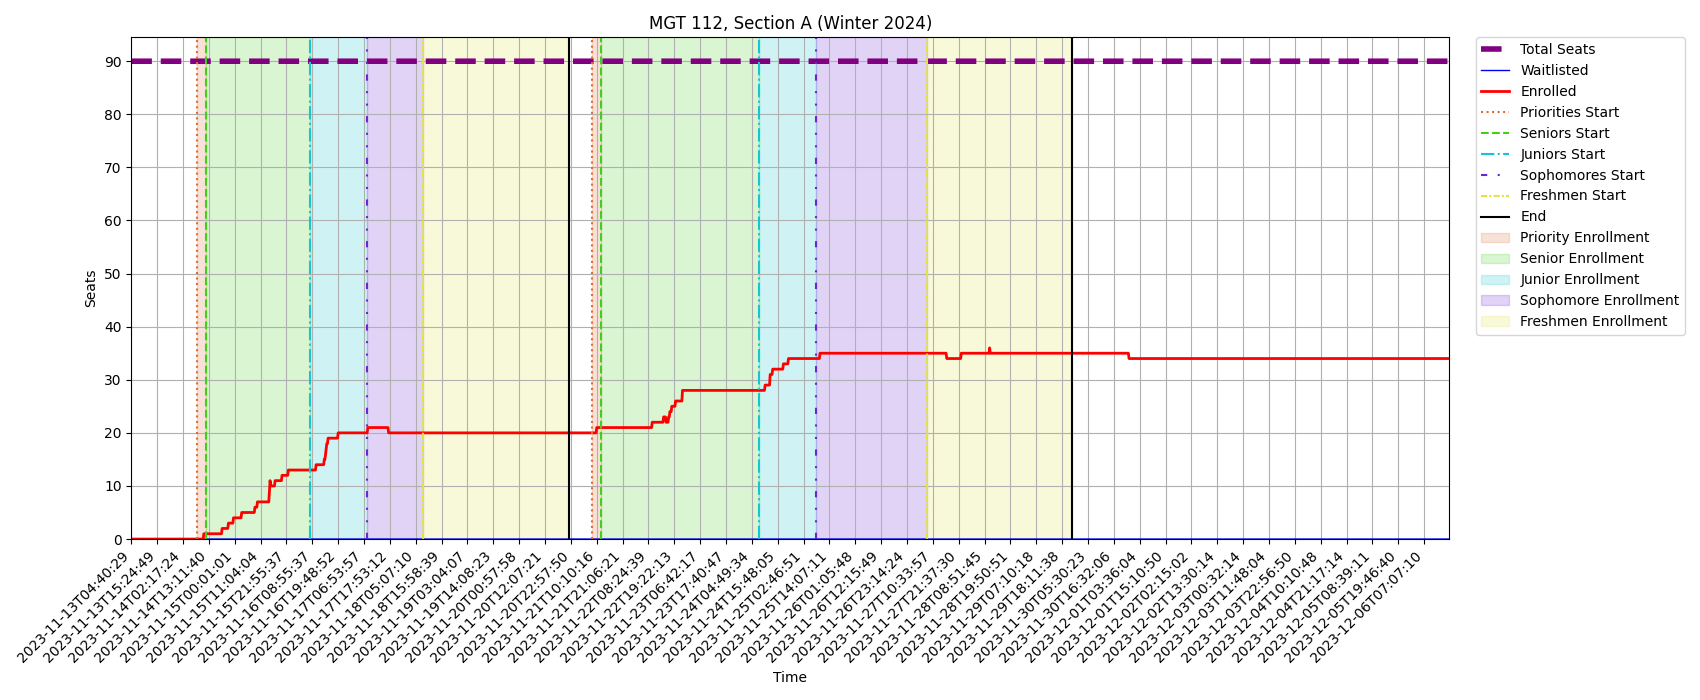 MGT 112, Section A (Winter 2024)
Total Seats
Waitlisted
Enrolled
Priorities Start
Seniors Start
Juniors Start
Sophomores Start
Freshmen Start
End
Priority Enrollment
Senior Enrollment
Junior Enrollment
Sophomore Enrollment
Freshmen Enrollment
Seats
90
80
70
60
50
40
30
20
10
0
2023-11-13T04:40:29
2023-11-13T15:24:49
2023-11-14T02:17:24
2023-11-14T13:11:40
2023-11-15T00:01:01
2023-11-15T11:04:04
2023-11-15T21:55:37
2023-11-16T08:55:37
2023-11-16T19:48:52
2023-11-17T06:53:57
2023-11-17T17:53:12
2023-11-18T05:07:10
2023-11-18T15:58:39
2023-11-19T03:04:07
2023-11-19T14:08:23
2023-11-20T00:57:58
2023-11-20T12:07:21
2023-11-20T22:57:50
2023-11-21T10:10:16
2023-11-21T21:06:21
2023-11-22T08:24:39
2023-11-22T19:22:13
2023-11-23T06:42:17
2023-11-23T17:40:47
2023-11-24T04:49:34
2023-11-24T15:48:05
2023-11-25T02:46:51
2023-11-25T14:07:11
2023-11-26T01:05:48
2023-11-26T12:15:49
2023-11-26T23:14:24
2023-11-27T10:33:57
2023-11-27T21:37:30
2023-11-28T08:51:45
2023-11-28T19:50:51
2023-11-29T07:10:18
2023-11-29T18:11:38
2023-11-30T05:30:23
2023-11-30T16:32:06
2023-12-01T03:36:04
2023-12-01T15:10:50
2023-12-02T02:15:02
2023-12-02T13:30:14
2023-12-03T00:32:14
2023-12-03T11:48:04
2023-12-03T22:56:50
2023-12-04T10:10:48
2023-12-04T21:17:14
2023-12-05T08:39:11
2023-12-05T19:46:40
2023-12-06T07:07:10
Time